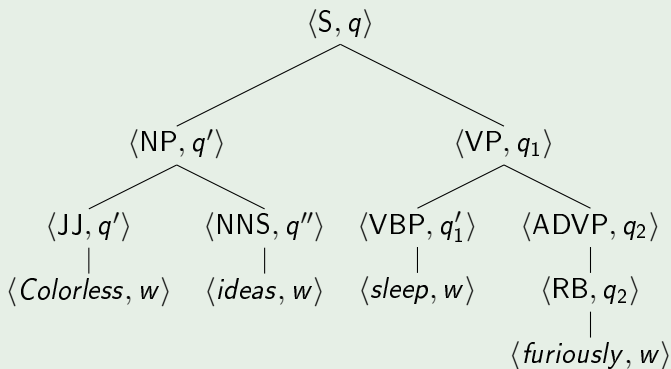 ⟨S, q⟩
⟨NP, q′⟩ ⟨VP, q₁⟩
⟨JJ, q′⟩ ⟨NNS, q″⟩ ⟨VBP, q′₁⟩ ⟨ADVP, q₂⟩
⟨Colorless, w⟩ ⟨ideas, w⟩ ⟨sleep, w⟩ ⟨RB, q₂⟩
⟨furiously, w⟩